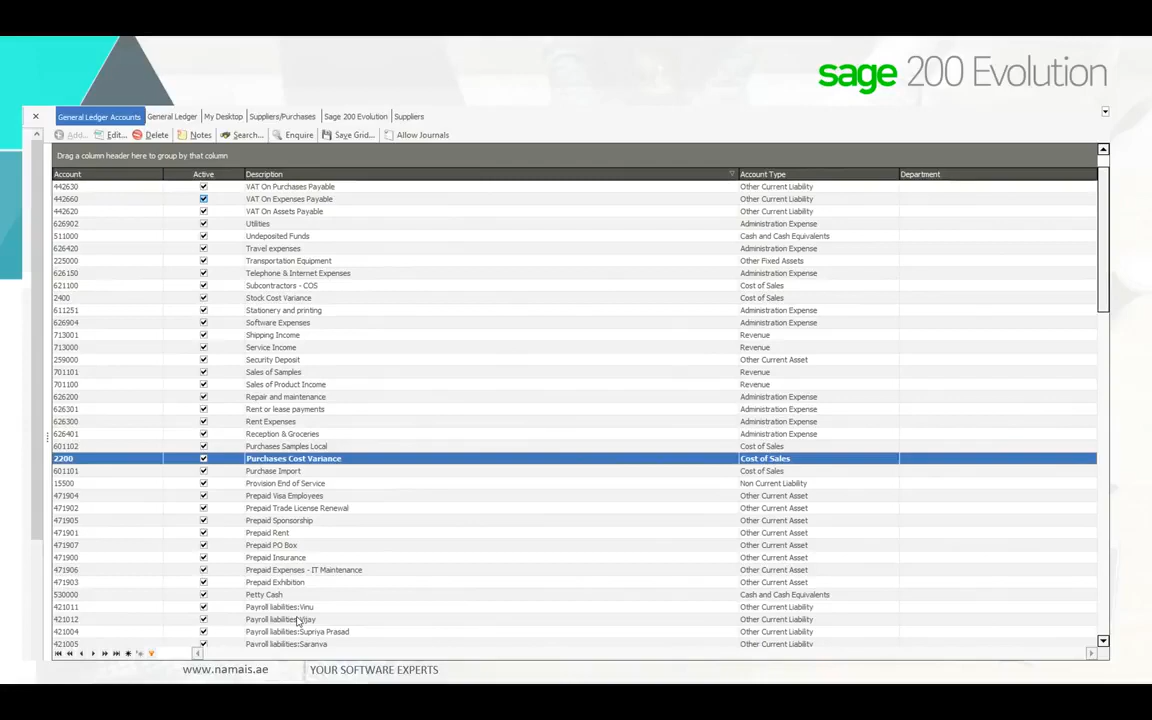 sage 200 Evolution
General Ledger Accounts General Ledger My Desktop Suppliers/Purchases Sage 200 Evolution Suppliers
Add... Edit... Delete Notes Search... Enquire Save Grid... Allow Journals
Drag a column header here to group by that column
Account Active Description Account Type Department
442630 VAT On Purchases Payable Other Current Liability
442660 VAT On Expenses Payable Other Current Liability
442620 VAT On Assets Payable Other Current Liability
626902 Utilities Administration Expense
511000 Undeposited Funds Cash and Cash Equivalents
626420 Travel expenses Administration Expense
225000 Transportation Equipment Other Fixed Assets
626150 Telephone & Internet Expenses Administration Expense
621100 Subcontractors - COS Cost of Sales
2400 Stock Cost Variance Cost of Sales
611251 Stationery and printing Administration Expense
626904 Software Expenses Administration Expense
713001 Shipping Income Revenue
713000 Service Income Revenue
259000 Security Deposit Other Current Asset
701101 Sales of Samples Revenue
701100 Sales of Product Income Revenue
626200 Repair and maintenance Administration Expense
626301 Rent or lease payments Administration Expense
626300 Rent Expenses Administration Expense
626401 Reception & Groceries Administration Expense
601102 Purchases Samples Local Cost of Sales
2200 Purchases Cost Variance Cost of Sales
601101 Purchase Import Cost of Sales
15500 Provision End of Service Non Current Liability
471904 Prepaid Visa Employees Other Current Asset
471902 Prepaid Trade License Renewal Other Current Asset
471905 Prepaid Sponsorship Other Current Asset
471901 Prepaid Rent Other Current Asset
471907 Prepaid PO Box Other Current Asset
471900 Prepaid Insurance Other Current Asset
471906 Prepaid Expenses - IT Maintenance Other Current Asset
471903 Prepaid Exhibition Other Current Asset
530000 Petty Cash Cash and Cash Equivalents
421011 Payroll liabilities:Vinu Other Current Liability
421012 Payroll liabilities:Vijay Other Current Liability
421004 Payroll liabilities:Supriya Prasad Other Current Liability
421005 Payroll liabilities:Saranya Other Current Liability
www.namais.ae YOUR SOFTWARE EXPERTS